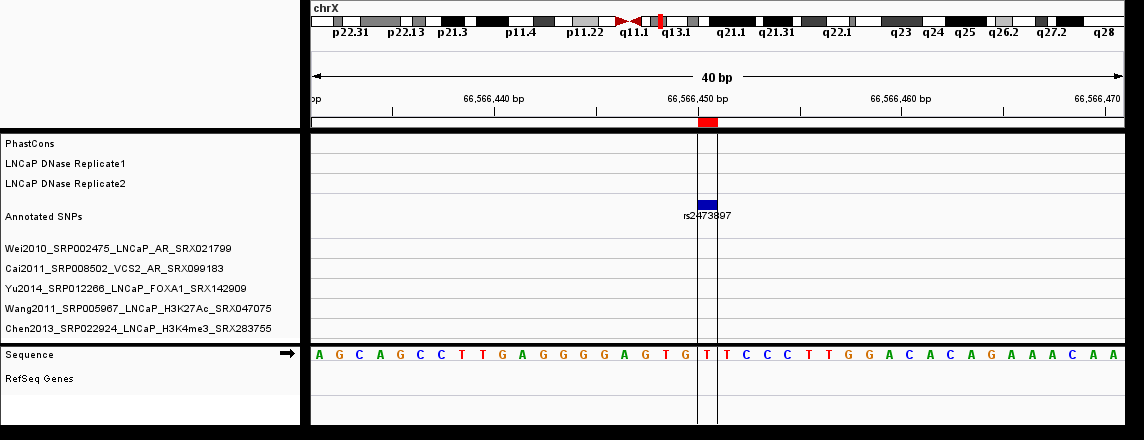 chrX
p22.31 p22.13 p21.3 p11.4 p11.22 q11.1 q13.1 q21.1 q21.31 q22.1 q23 q24 q25 q26.2 q27.2 q28
40 bp
bp 66,566,440 bp 66,566,450 bp 66,566,460 bp 66,566,470
PhastCons
LNCaP DNase Replicate1
LNCaP DNase Replicate2
Annotated SNPs
rs2473897
Wei2010_SRP002475_LNCaP_AR_SRX021799
Cai2011_SRP008502_VCS2_AR_SRX099183
Yu2014_SRP012266_LNCaP_FOXA1_SRX142909
Wang2011_SRP005967_LNCaP_H3K27Ac_SRX047075
Chen2013_SRP022924_LNCaP_H3K4me3_SRX283755
Sequence A G C A G C C T T G A G G G G A G T G T T C C C T T G G A C A C A G A A A C A A
RefSeq Genes